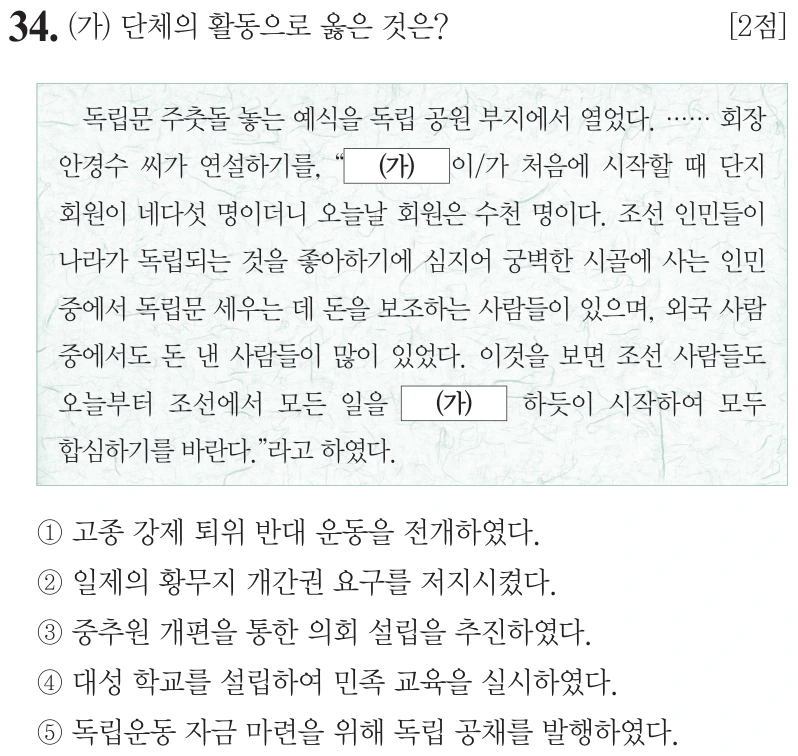 34. (가) 단체의 활동으로 옳은 것은? [2점]
독립문 주춧돌 놓는 예식을 독립 공원 부지에서 열었다. …… 회장
안경수 씨가 연설하기를, “ (가) 이/가 처음에 시작할 때 단지
회원이 네다섯 명이더니 오늘날 회원은 수천 명이다. 조선 인민들이
나라가 독립되는 것을 좋아하기에 심지어 궁벽한 시골에 사는 인민
중에서 독립문 세우는 데 돈을 보조하는 사람들이 있으며, 외국 사람
중에서도 돈 낸 사람들이 많이 있었다. 이것을 보면 조선 사람들도
오늘부터 조선에서 모든 일을 (가) 하듯이 시작하여 모두
합심하기를 바란다.”라고 하였다.
① 고종 강제 퇴위 반대 운동을 전개하였다.
② 일제의 황무지 개간권 요구를 저지시켰다.
③ 중추원 개편을 통한 의회 설립을 추진하였다.
④ 대성 학교를 설립하여 민족 교육을 실시하였다.
⑤ 독립운동 자금 마련을 위해 독립 공채를 발행하였다.